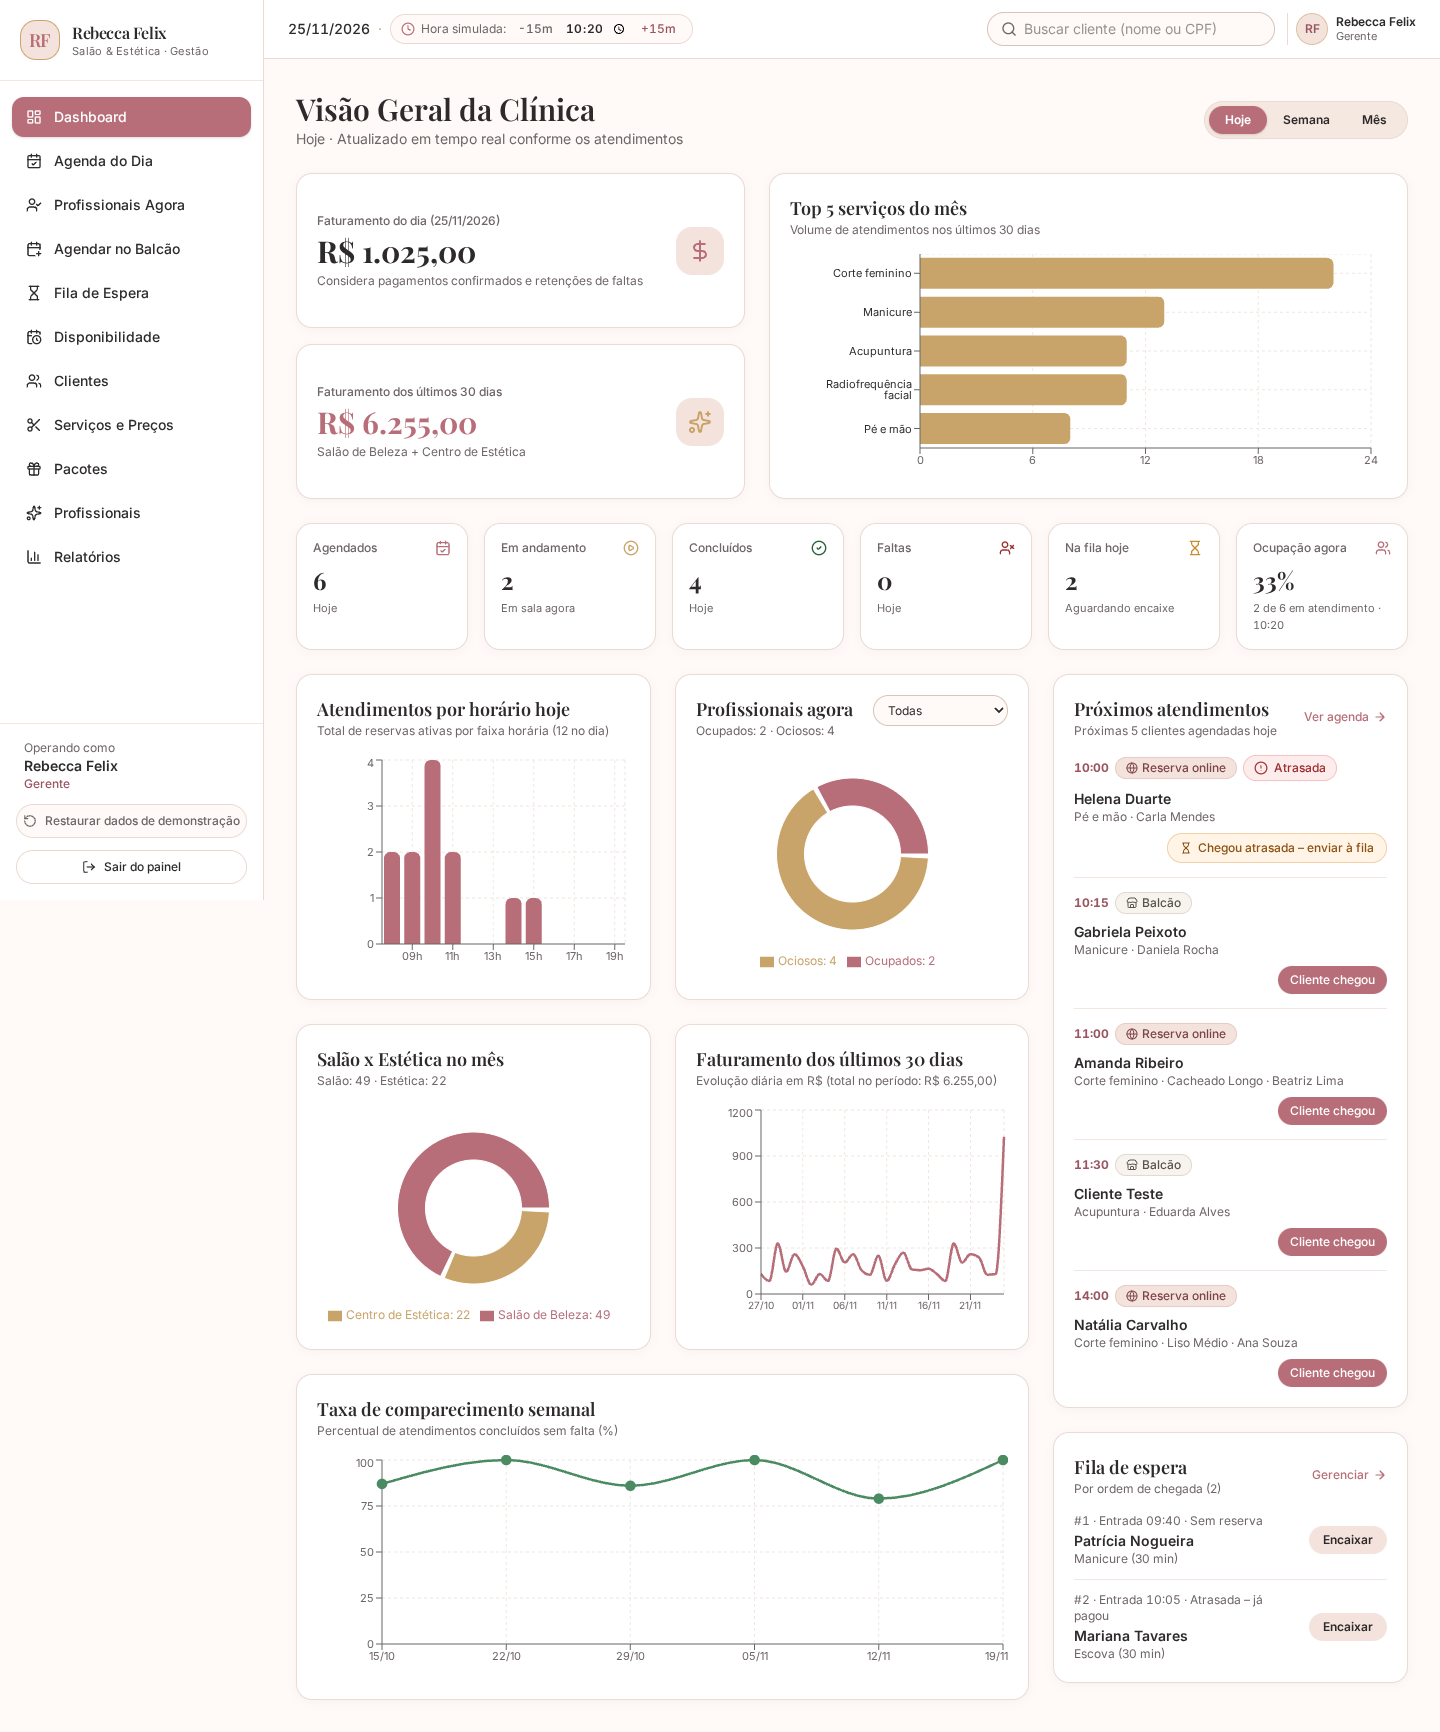 RF
Rebecca Felix
Salão & Estética · Gestão
Dashboard
Agenda do Dia
Profissionais Agora
Agendar no Balcão
Fila de Espera
Disponibilidade
Clientes
Serviços e Preços
Pacotes
Profissionais
Relatórios
Operando como
Rebecca Felix
Gerente
Restaurar dados de demonstração
Sair do painel
25/11/2026 ·
Hora simulada: -15m 10:20 +15m
Buscar cliente (nome ou CPF)
RF
Rebecca Felix
Gerente
Visão Geral da Clínica
Hoje · Atualizado em tempo real conforme os atendimentos
Hoje Semana Mês
Faturamento do dia (25/11/2026)
R$ 1.025,00
Considera pagamentos confirmados e retenções de faltas
Faturamento dos últimos 30 dias
R$ 6.255,00
Salão de Beleza + Centro de Estética
Top 5 serviços do mês
Volume de atendimentos nos últimos 30 dias
Corte feminino
Manicure
Acupuntura
Radiofrequência
facial
Pé e mão
0 6 12 18 24
Agendados
6
Hoje
Em andamento
2
Em sala agora
Concluídos
4
Hoje
Faltas
0
Hoje
Na fila hoje
2
Aguardando encaixe
Ocupação agora
33%
2 de 6 em atendimento ·
10:20
Atendimentos por horário hoje
Total de reservas ativas por faixa horária (12 no dia)
4
3
2
1
0
09h 11h 13h 15h 17h 19h
Profissionais agora
Ocupados: 2 · Ociosos: 4
Todas
Ociosos: 4 Ocupados: 2
Próximos atendimentos
Próximas 5 clientes agendadas hoje
Ver agenda
10:00 Reserva online Atrasada
Helena Duarte
Pé e mão · Carla Mendes
Chegou atrasada – enviar à fila
10:15 Balcão
Gabriela Peixoto
Manicure · Daniela Rocha
Cliente chegou
11:00 Reserva online
Amanda Ribeiro
Corte feminino · Cacheado Longo · Beatriz Lima
Cliente chegou
11:30 Balcão
Cliente Teste
Acupuntura · Eduarda Alves
Cliente chegou
14:00 Reserva online
Natália Carvalho
Corte feminino · Liso Médio · Ana Souza
Cliente chegou
Salão x Estética no mês
Salão: 49 · Estética: 22
Centro de Estética: 22 Salão de Beleza: 49
Faturamento dos últimos 30 dias
Evolução diária em R$ (total no período: R$ 6.255,00)
1200
900
600
300
0
27/10 01/11 06/11 11/11 16/11 21/11
Taxa de comparecimento semanal
Percentual de atendimentos concluídos sem falta (%)
100
75
50
25
0
15/10 22/10 29/10 05/11 12/11 19/11
Fila de espera
Por ordem de chegada (2)
Gerenciar
#1 · Entrada 09:40 · Sem reserva
Patrícia Nogueira
Manicure (30 min)
Encaixar
#2 · Entrada 10:05 · Atrasada – já
pagou
Mariana Tavares
Escova (30 min)
Encaixar